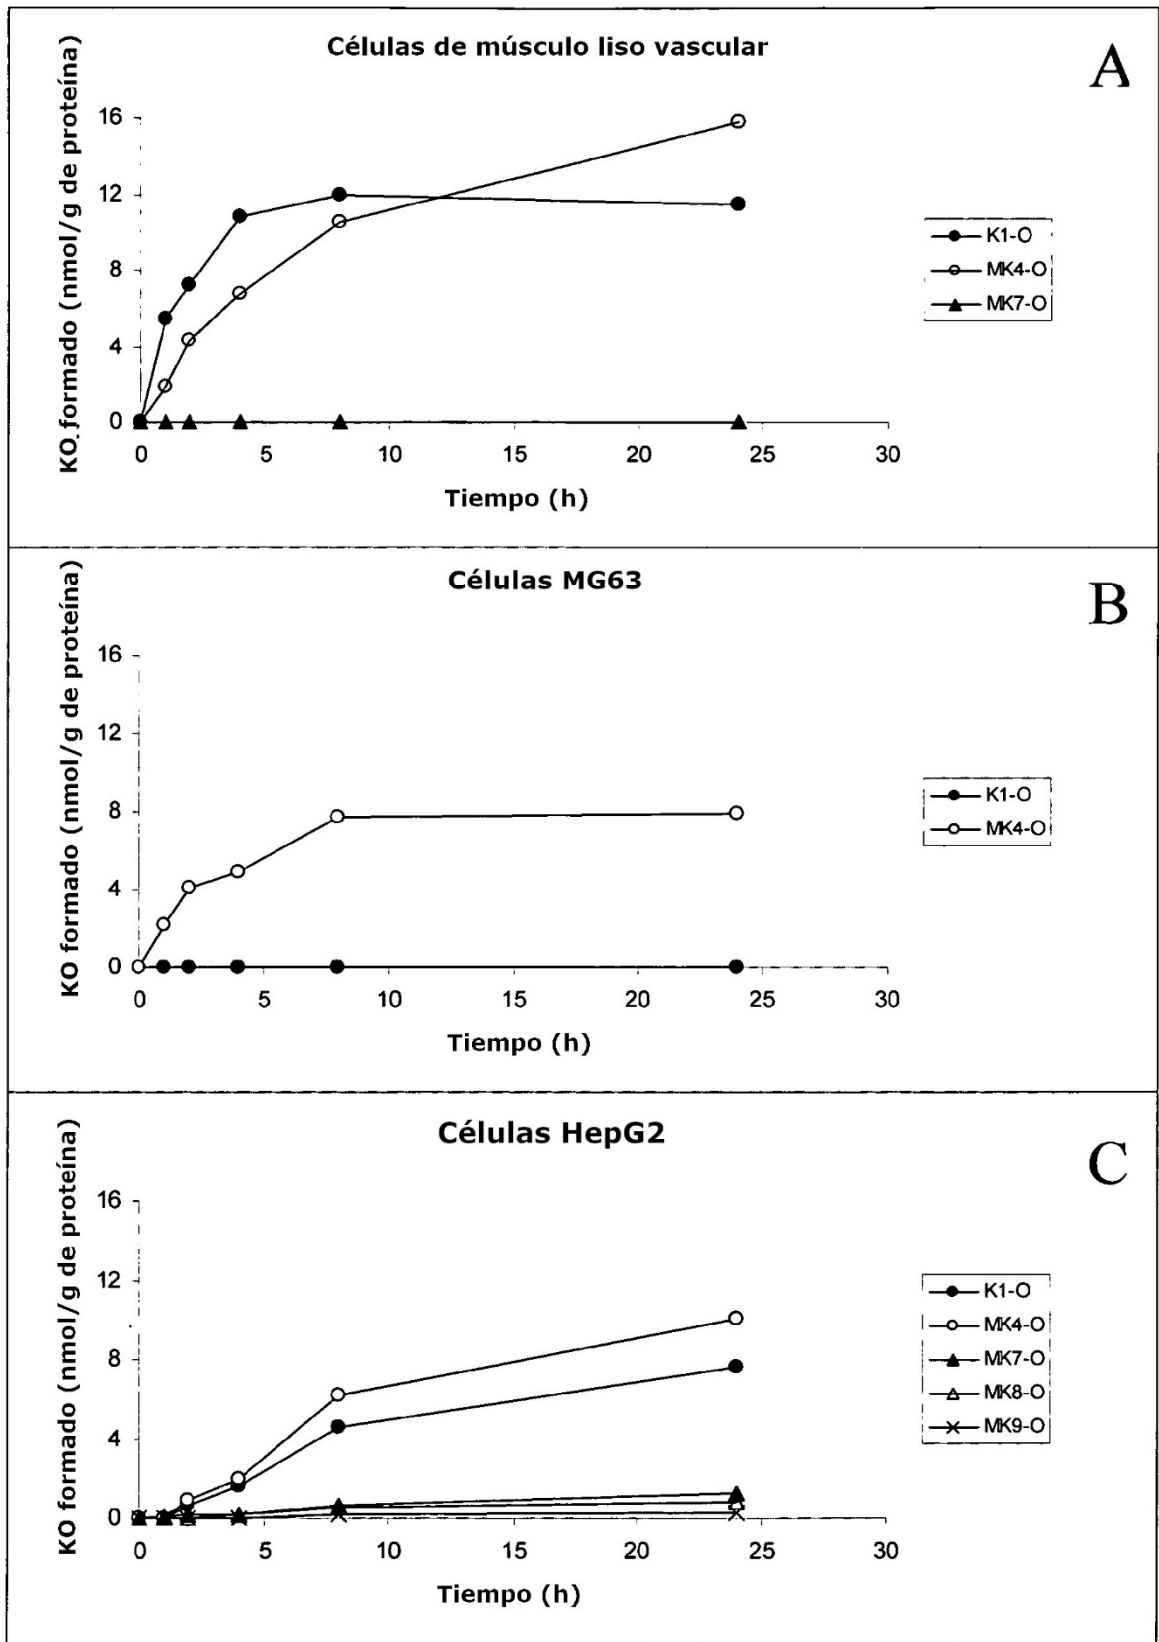 Células de músculo liso vascular
A
KO formado (nmol/g de proteína)
16
12
8
4
0
0 5 10 15 20 25 30
Tiempo (h)
K1-O
MK4-O
MK7-O
Células MG63
B
KO formado (nmol/g de proteína)
16
12
8
4
0
0 5 10 15 20 25 30
Tiempo (h)
K1-O
MK4-O
Células HepG2
C
KO formado (nmol/g de proteína)
16
12
8
4
0
0 5 10 15 20 25 30
Tiempo (h)
K1-O
MK4-O
MK7-O
MK8-O
MK9-O